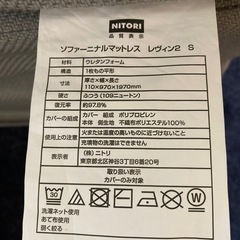 NITORI
品質表示
ソファーニルマットレス レヴィン2 S
材料 ウレタンフォーム
構造 1枚もの平形
寸法 厚さ×幅×長さ
110×970×1970mm
硬さ ふつう（109ニュートン）
復元率 約97.8%
カバーの組成 カバー 組成 ポリプロピレン
本体 側生地 不織布ポリエステル100%
使用上の注意 火または温度の高いものに近づけないこと
充填物の洗濯はできません
表示者 (株)ニトリ
東京都北区神谷3丁目6番20号
取り扱い表示
カバーのみ対象
30
洗濯ネット使用
あて布使用